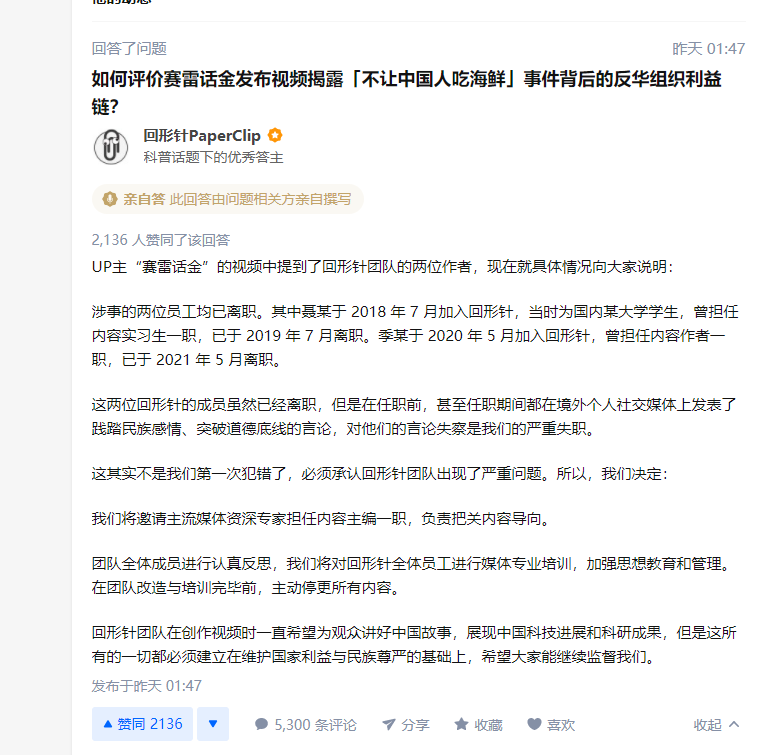 回答了问题
昨天 01:47
如何评价赛雷话金发布视频揭露「不让中国人吃海鲜」事件背后的反华组织利益
链？
回形针PaperClip
科普话题下的优秀答主
亲自答 此回答由问题相关方亲自撰写
2,136 人赞同了该回答
UP主“赛雷话金”的视频中提到了回形针团队的两位作者，现在就具体情况向大家说明：
涉事的两位员工均已离职。其中聂某于 2018 年 7 月加入回形针，当时为国内某大学学生，曾担任
内容实习生一职，已于 2019 年 7 月离职。季某于 2020 年 5 月加入回形针，曾担任内容作者一
职，已于 2021 年 5 月离职。
这两位回形针的成员虽然已经离职，但是在任职前，甚至任职期间都在境外个人社交媒体上发表了
践踏民族感情、突破道德底线的言论，对他们的言论失察是我们的严重失职。
这其实不是我们第一次犯错了，必须承认回形针团队出现了严重问题。所以，我们决定：
我们将邀请主流媒体资深专家担任内容主编一职，负责把关内容导向。
团队全体成员进行认真反思，我们将对回形针全体员工进行媒体专业培训，加强思想教育和管理。
在团队改造与培训完毕前，主动停更所有内容。
回形针团队在创作视频时一直希望为观众讲好中国故事，展现中国科技进展和科研成果，但是这所
有的一切都必须建立在维护国家利益与民族尊严的基础上，希望大家能继续监督我们。
发布于昨天 01:47
赞同 2136
5,300 条评论
分享
收藏
喜欢
收起